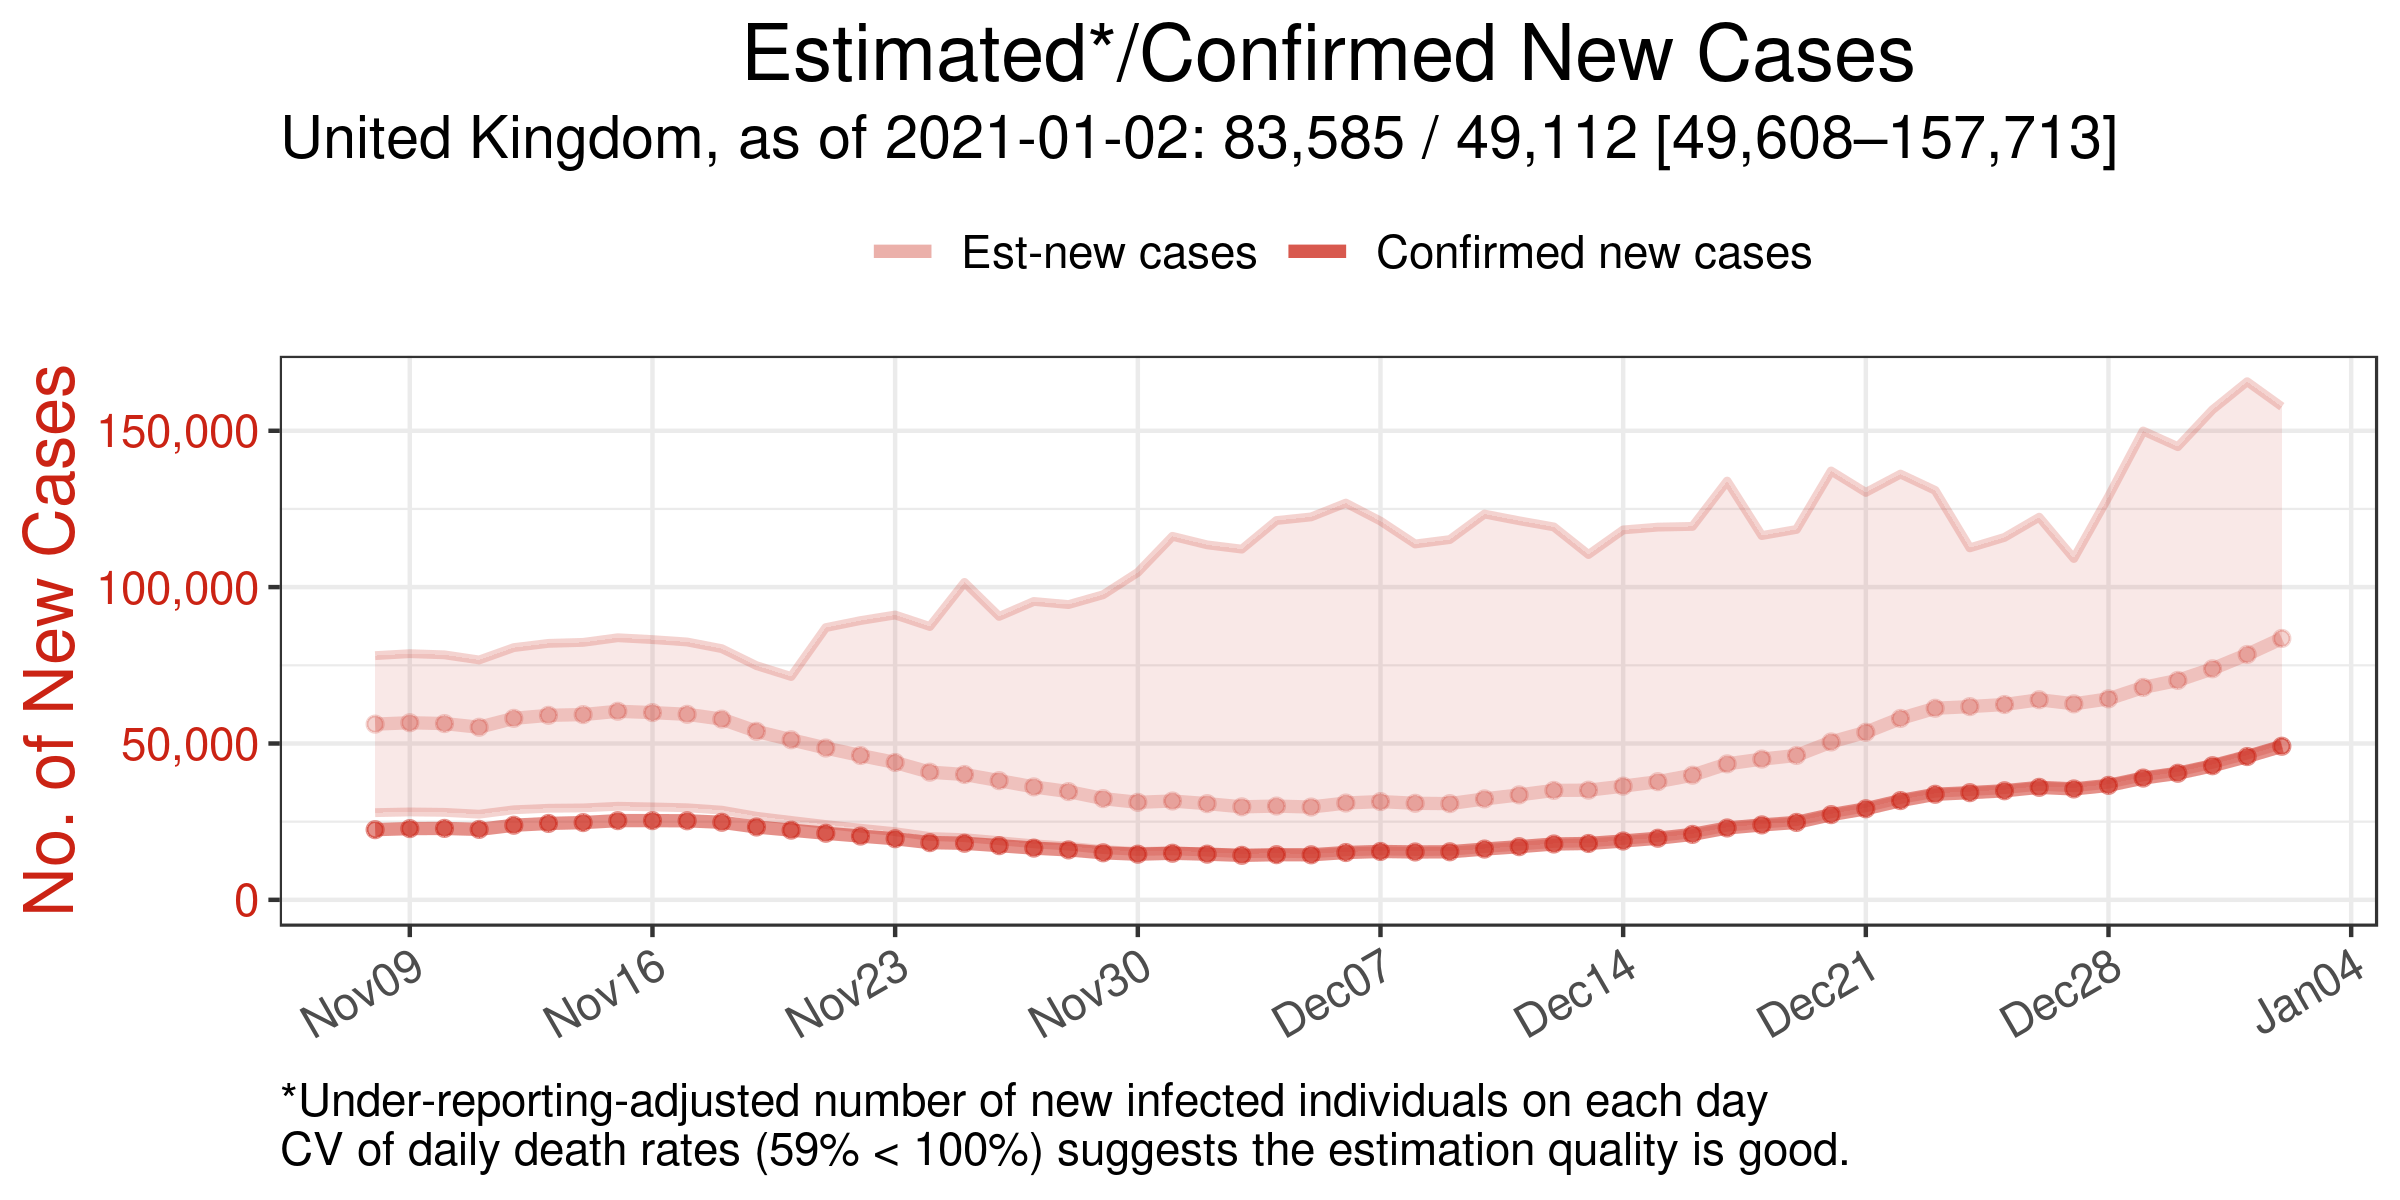 Estimated*/Confirmed New Cases
United Kingdom, as of 2021-01-02: 83,585 / 49,112 [49,608–157,713]
Est-new cases
Confirmed new cases
No. of New Cases
150,000
100,000
50,000
0
Nov09
Nov16
Nov23
Nov30
Dec07
Dec14
Dec21
Dec28
Jan04
*Under-reporting-adjusted number of new infected individuals on each day
CV of daily death rates (59% < 100%) suggests the estimation quality is good.